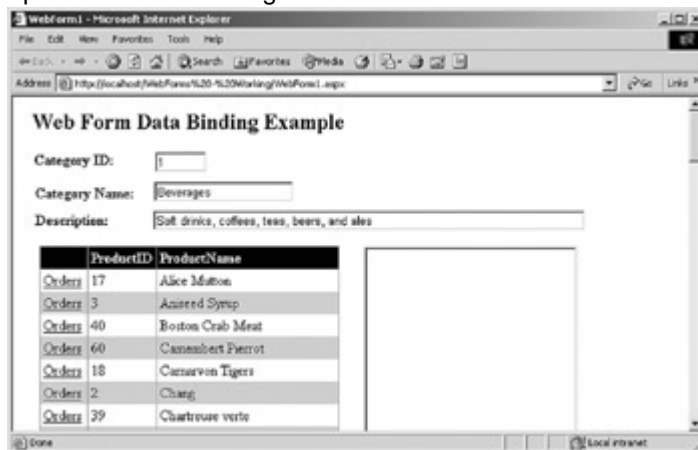 WebForm1 - Microsoft Internet Explorer
File Edit View Favorites Tools Help
Back Search Favorites Media
Address http://localhost/WebForms%20-%20Working/WebForm1.aspx Go Links
Web Form Data Binding Example
Category ID: 1
Category Name: Beverages
Description: Soft drinks, coffees, teas, beers, and ales
ProductID ProductName
Orders 17 Alice Mutton
Orders 3 Aniseed Syrup
Orders 40 Boston Crab Meat
Orders 60 Camembert Pierrot
Orders 18 Carnarvon Tigers
Orders 2 Chang
Orders 39 Chartreuse verte
Done Local intranet